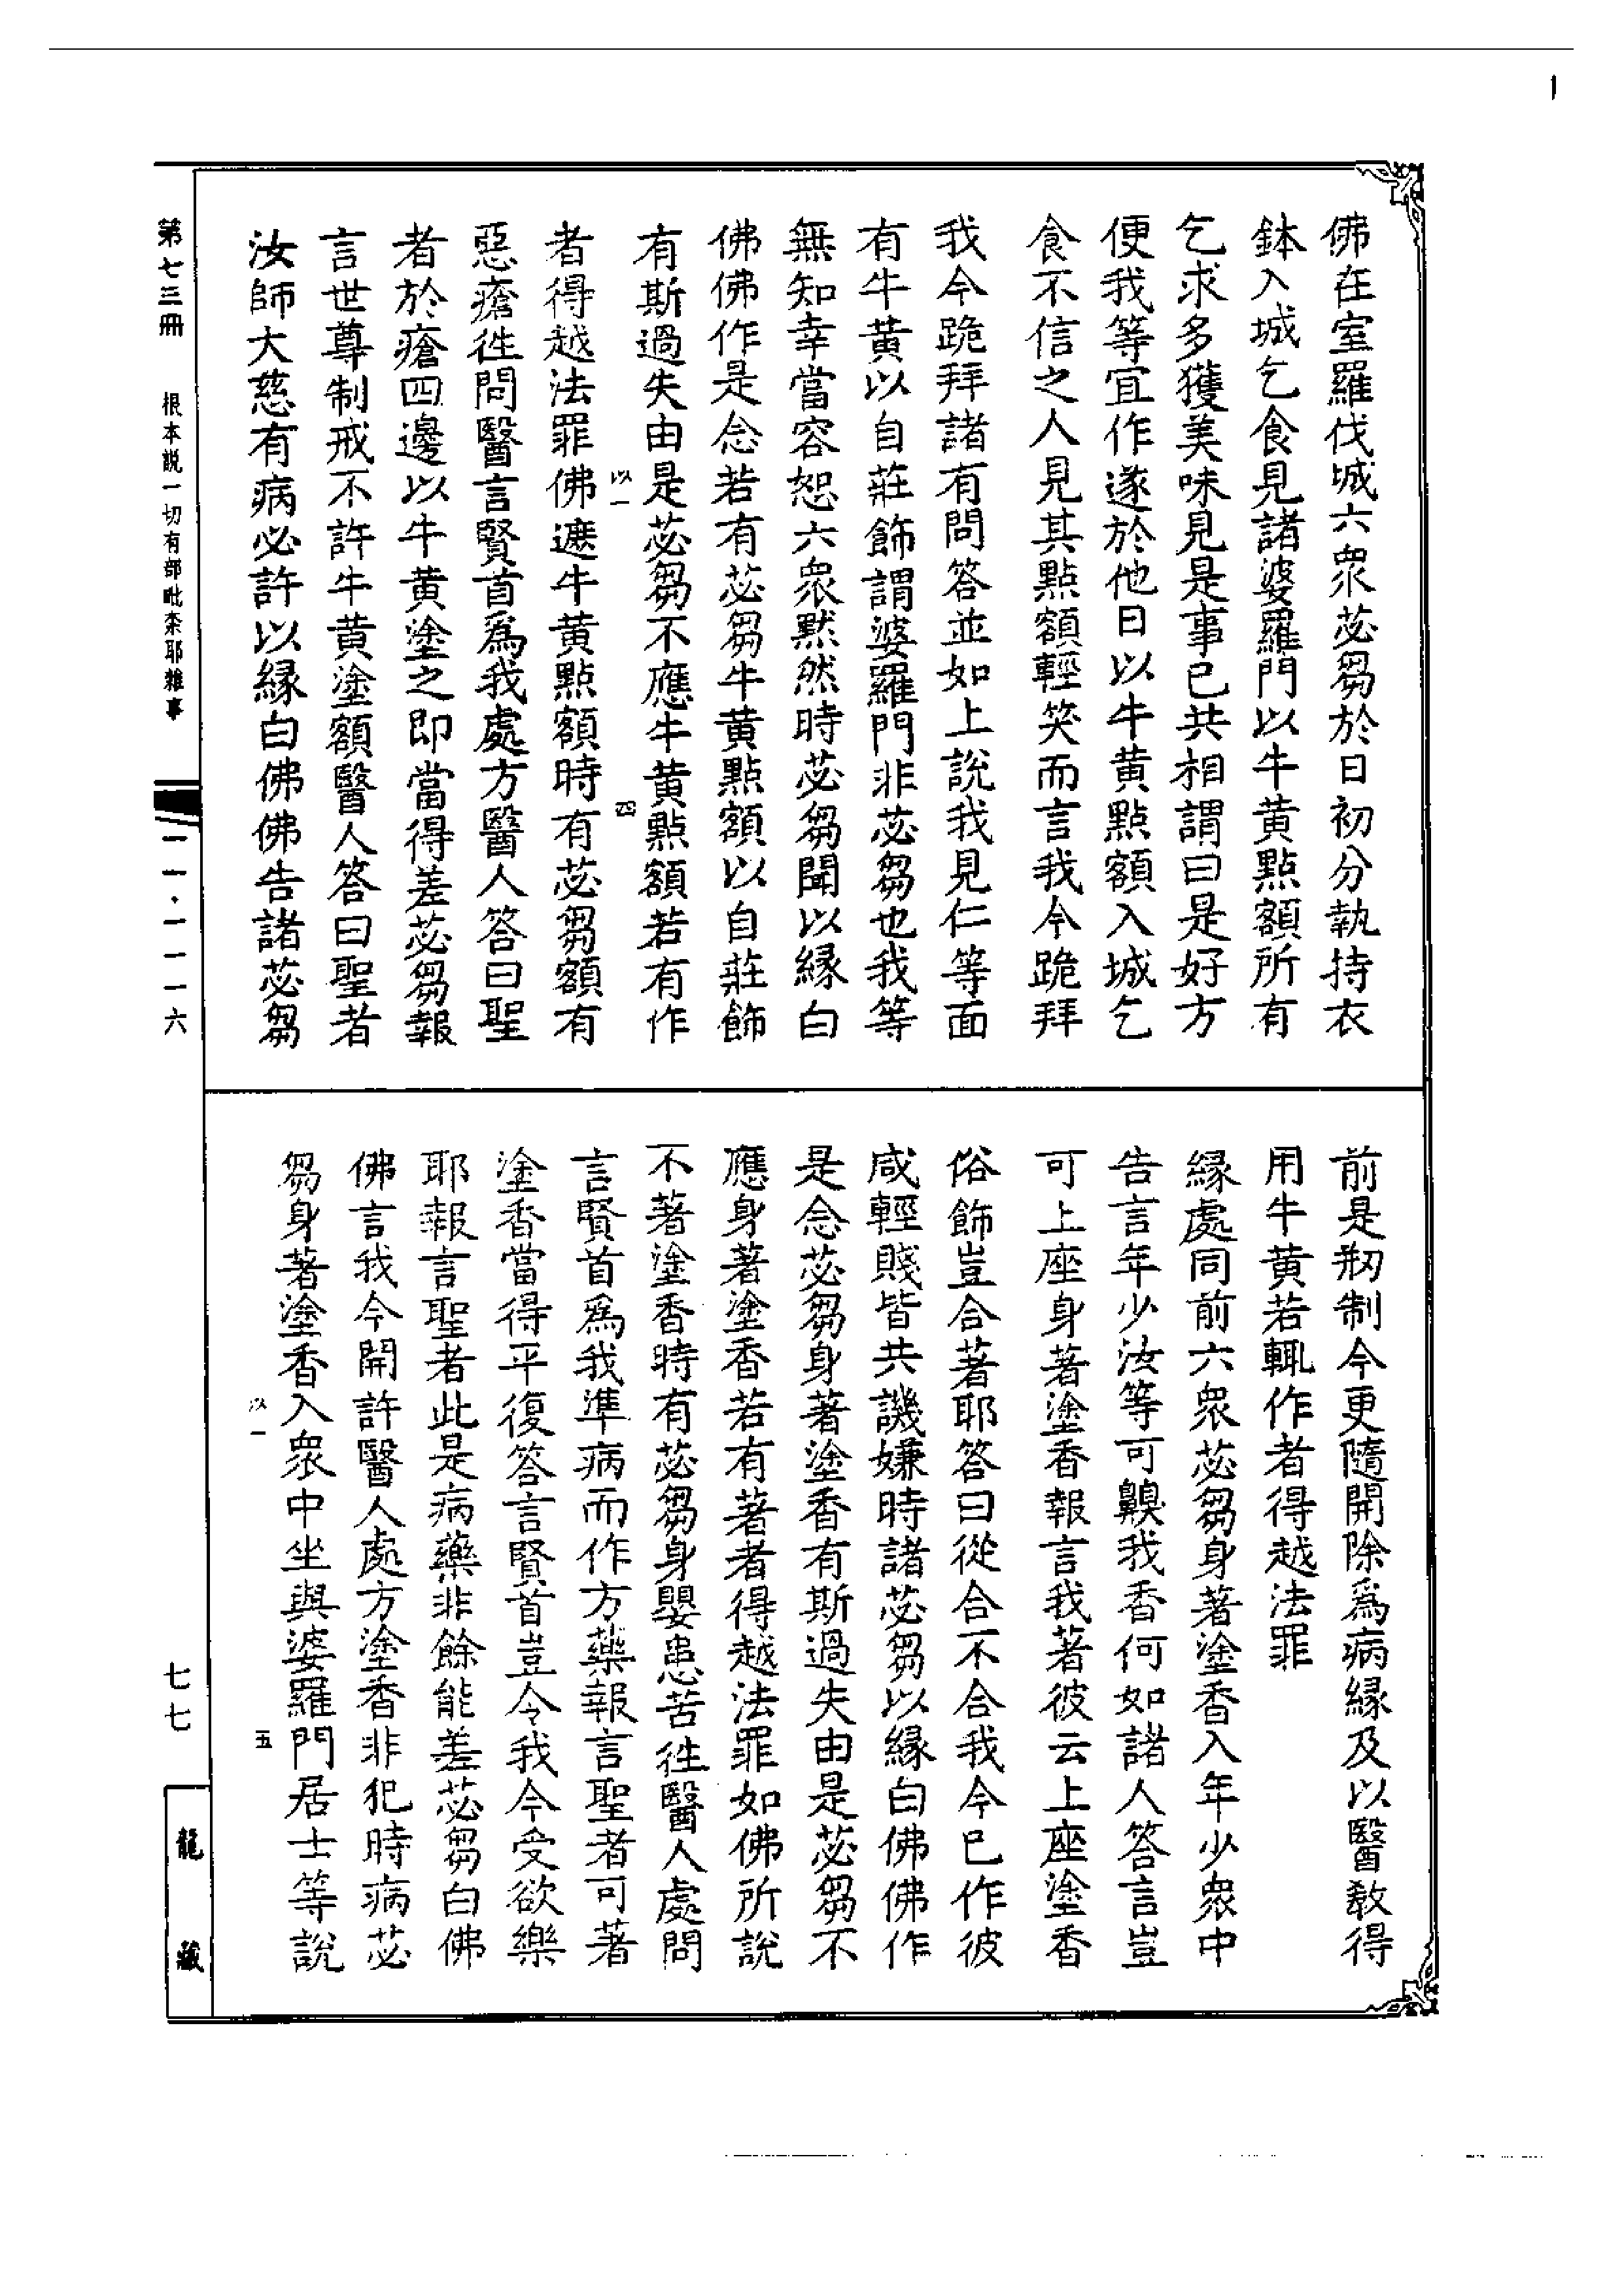 佛在室羅伐城六衆苾芻於日初分執持衣
鉢入城乞食見諸婆羅門以牛黃點額所有
乞求多獲美味見是事已共相謂曰是好方
便我等宜作遂於他日以牛黃點額入城乞
食不信之人見其點額輕笑而言我今跪拜
我今跪拜諸有問答並如上說我見仁等面
有牛黃以自莊飾謂婆羅門非苾芻也我等
無知幸當容恕六衆默然時苾芻聞以緣白
佛佛作是念若有苾芻牛黃點額以自莊飾
有斯過失由是苾芻不應牛黃點額若有作
以一
四
者得越法罪佛遮牛黃點額時有苾芻額有
惡瘡徃問醫言賢首爲我處方醫人答曰聖
者於瘡四邊以牛黃塗之即當得差苾芻報
言世尊制戒不許牛黃塗額醫人答曰聖者
汝師大慈有病必許以緣白佛佛告諸苾芻
前是剏制今更隨開除爲病緣及以醫教得
用牛黃若輒作者得越法罪
緣處同前六衆苾芻身著塗香入年少衆中
告言年少汝等可齅我香何如諸人答言豈
可上座身著塗香報言我著彼云上座塗香
俗飾豈合著耶答曰從合不合我今已作彼
咸輕賤皆共譏嫌時諸苾芻以緣白佛佛作
是念苾芻身著塗香有斯過失由是苾芻不
應身著塗香若有著者得越法罪如佛所說
不著塗香時有苾芻身嬰患苦徃醫人處問
言賢首爲我準病而作方藥報言聖者可著
塗香當得平復答言賢首豈令我今受欲樂
耶報言聖者此是病藥非餘能差苾芻白佛
佛言我今開許醫人處方塗香非犯時病苾
芻身著塗香入衆中坐與婆羅門居士等說
以一
五
第七三冊
根本說一切有部毗柰耶雜事
一一·一一一六
七七
龍藏